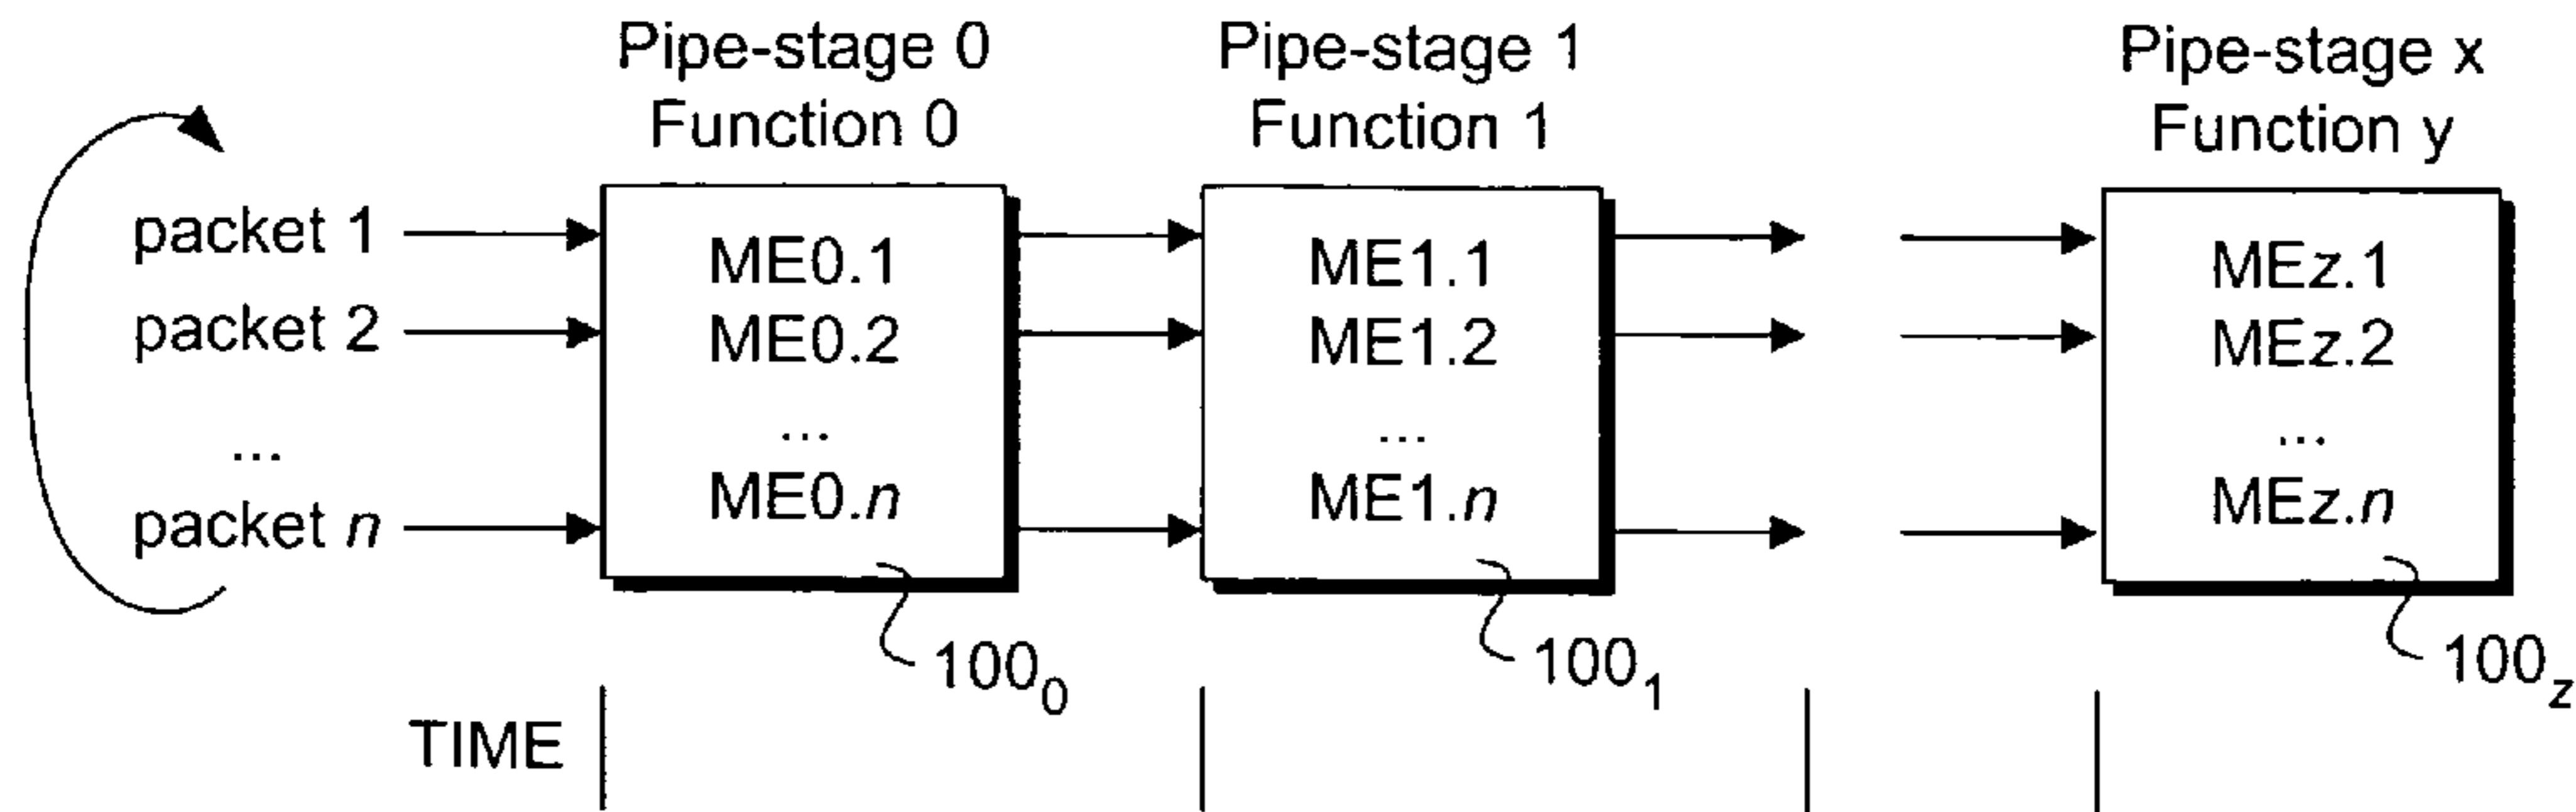 Pipe-stage 0
Function 0
Pipe-stage 1
Function 1
Pipe-stage x
Function y
packet 1
packet 2
...
packet n
ME0.1
ME0.2
...
ME0.n
ME1.1
ME1.2
...
ME1.n
MEz.1
MEz.2
...
MEz.n
100₀
100₁
100z
TIME